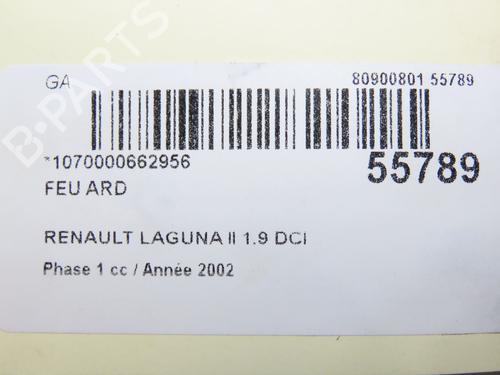 B-PARTS
GA
80900801 55789
*1070000662956
55789
FEU ARD
RENAULT LAGUNA II 1.9 DCI
Phase 1 cc / Année 2002